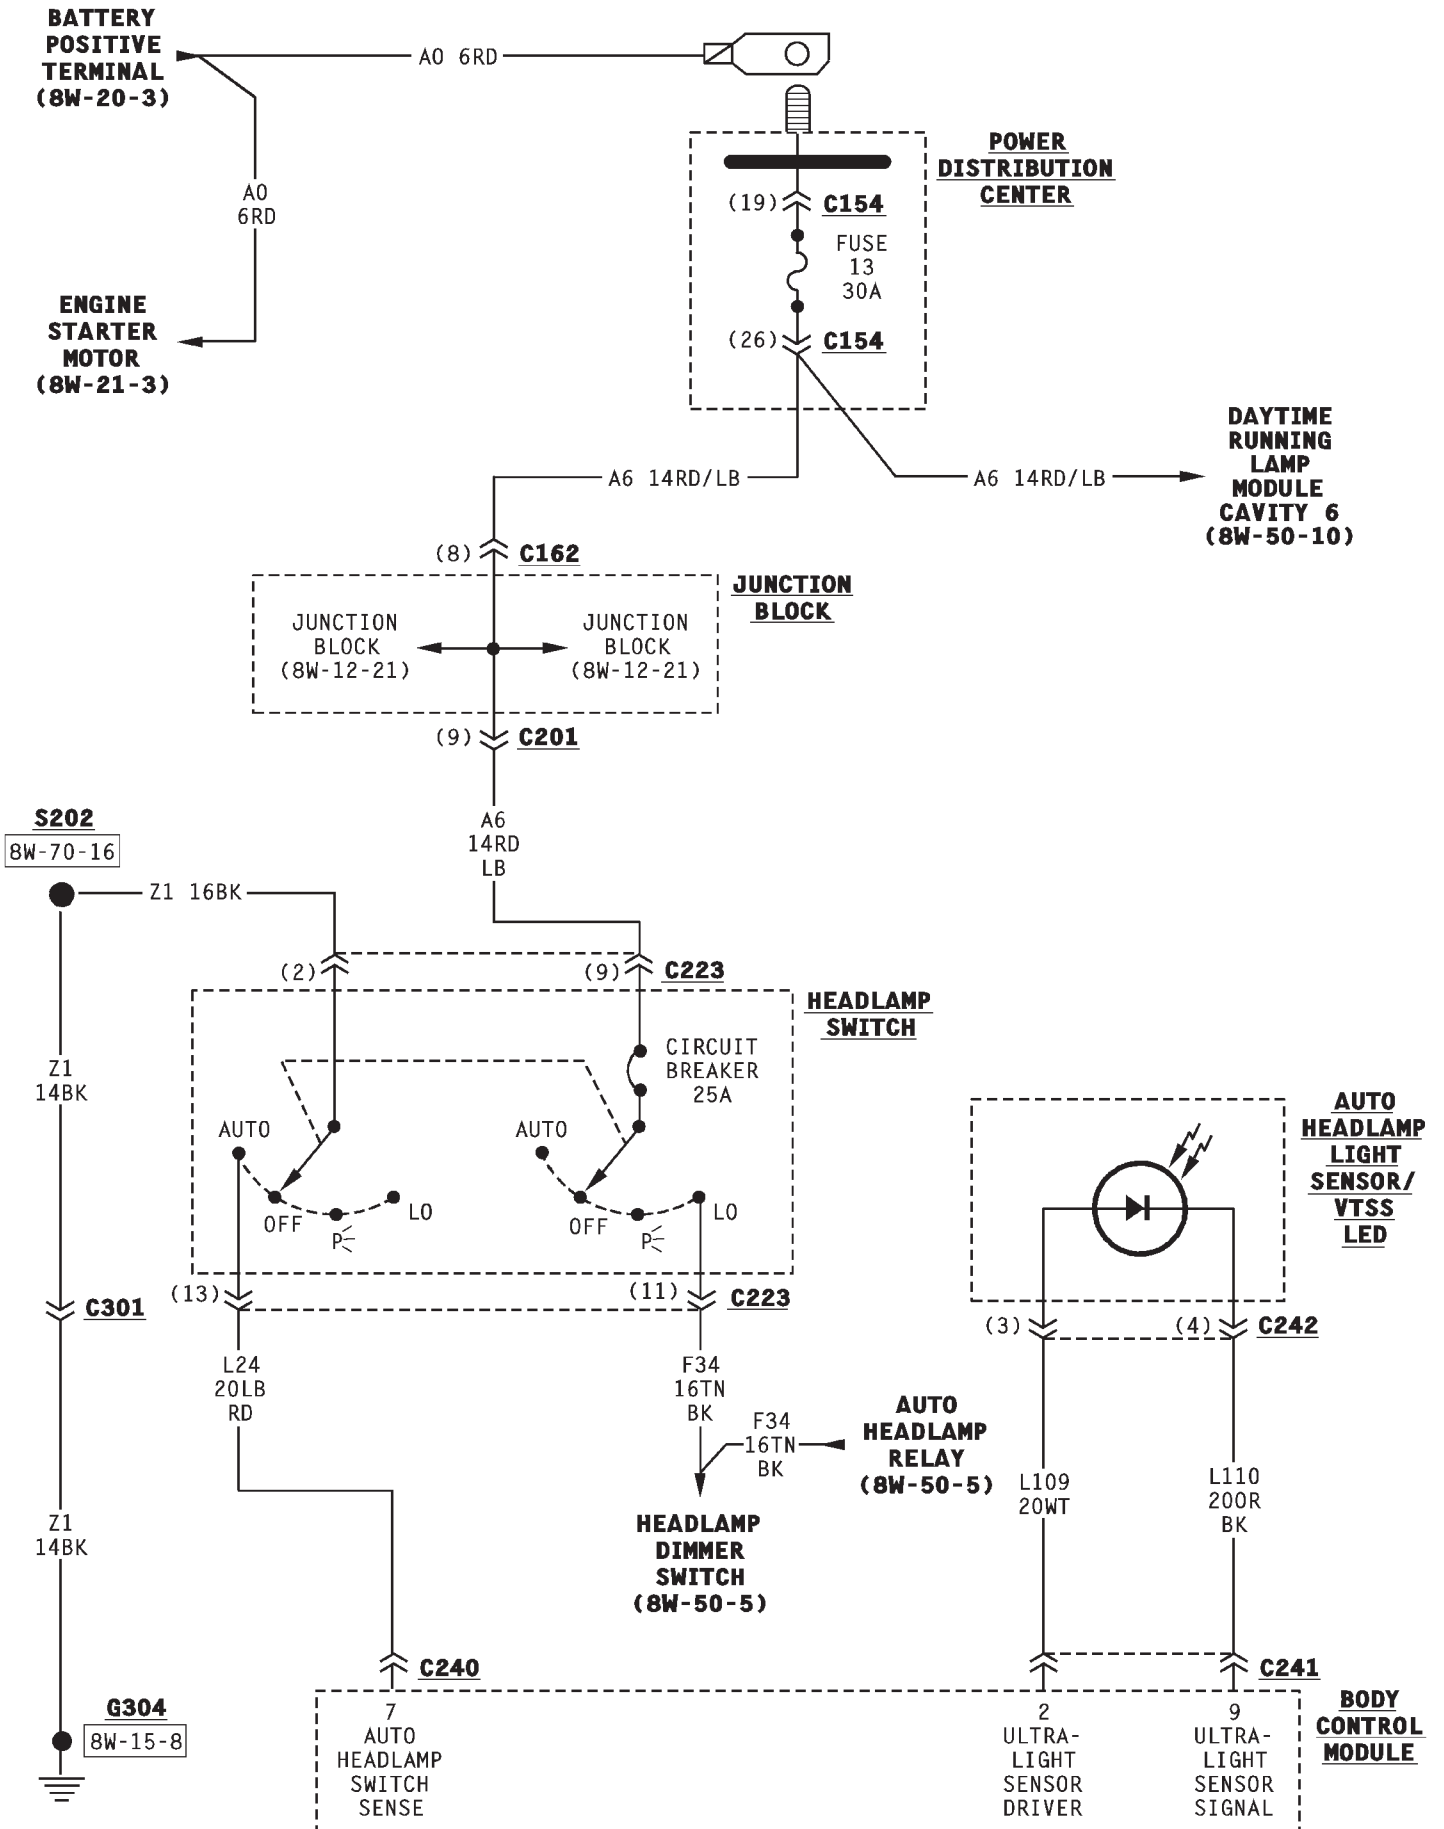 BATTERY
POSITIVE
TERMINAL
(8W-20-3)
A0 6RD
A0
6RD
ENGINE
STARTER
MOTOR
(8W-21-3)
POWER
DISTRIBUTION
CENTER
(19)
C154
FUSE
13
30A
(26)
C154
A6 14RD/LB
A6 14RD/LB
DAYTIME
RUNNING
LAMP
MODULE
CAVITY 6
(8W-50-10)
(8)
C162
JUNCTION
BLOCK
JUNCTION
BLOCK
(8W-12-21)
JUNCTION
BLOCK
(8W-12-21)
(9)
C201
A6
14RD
LB
S202
8W-70-16
Z1 16BK
(2)
(9)
C223
HEADLAMP
SWITCH
CIRCUIT
BREAKER
25A
Z1
14BK
AUTO
OFF
P
LO
AUTO
OFF
P
LO
AUTO
HEADLAMP
LIGHT
SENSOR/
VTSS
LED
(13)
(11)
C223
C301
(3)
(4)
C242
L24
20LB
RD
F34
16TN
BK
F34
16TN
BK
AUTO
HEADLAMP
RELAY
(8W-50-5)
L109
20WT
L110
20OR
BK
Z1
14BK
HEADLAMP
DIMMER
SWITCH
(8W-50-5)
C240
C241
G304
8W-15-8
7
AUTO
HEADLAMP
SWITCH
SENSE
2
ULTRA-
LIGHT
SENSOR
DRIVER
9
ULTRA-
LIGHT
SENSOR
SIGNAL
BODY
CONTROL
MODULE